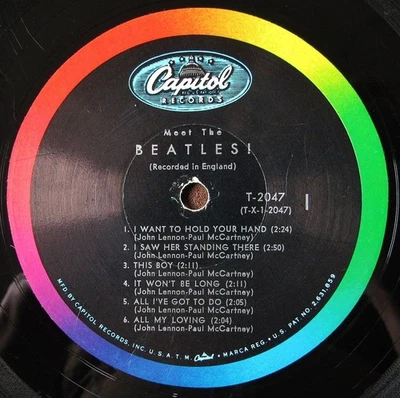 Capitol
RECORDS
Meet The
BEATLES!
(Recorded in England)
T-2047
(T-X-1-2047)
1
1. I WANT TO HOLD YOUR HAND (2:24)
(John Lennon-Paul McCartney)
2. I SAW HER STANDING THERE (2:50)
(John Lennon-Paul McCartney)
3. THIS BOY (2:11)
(John Lennon-Paul McCartney)
4. IT WON'T BE LONG (2:11)
(John Lennon-Paul McCartney)
5. ALL I'VE GOT TO DO (2:05)
(John Lennon-Paul McCartney)
6. ALL MY LOVING (2:04)
(John Lennon-Paul McCartney)
MFD. BY CAPITOL RECORDS, INC. U.S.A. T.M. Capitol MARCA REG. • U.S. PAT. NO. 2,631,859